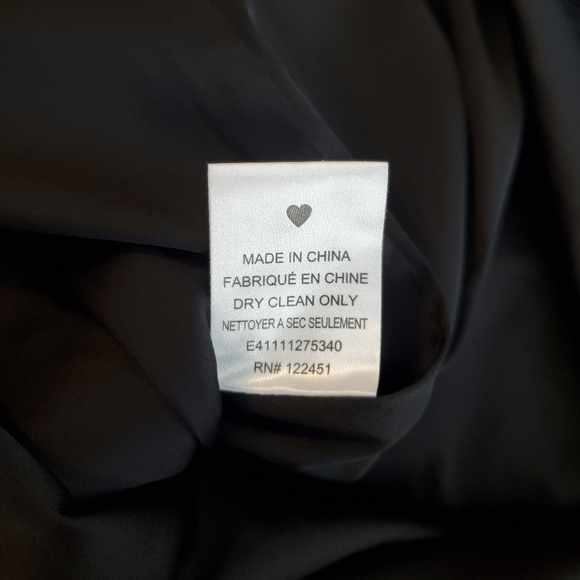 MADE IN CHINA
FABRIQUÉ EN CHINE
DRY CLEAN ONLY
NETTOYER A SEC SEULEMENT
E41111275340
RN# 122451